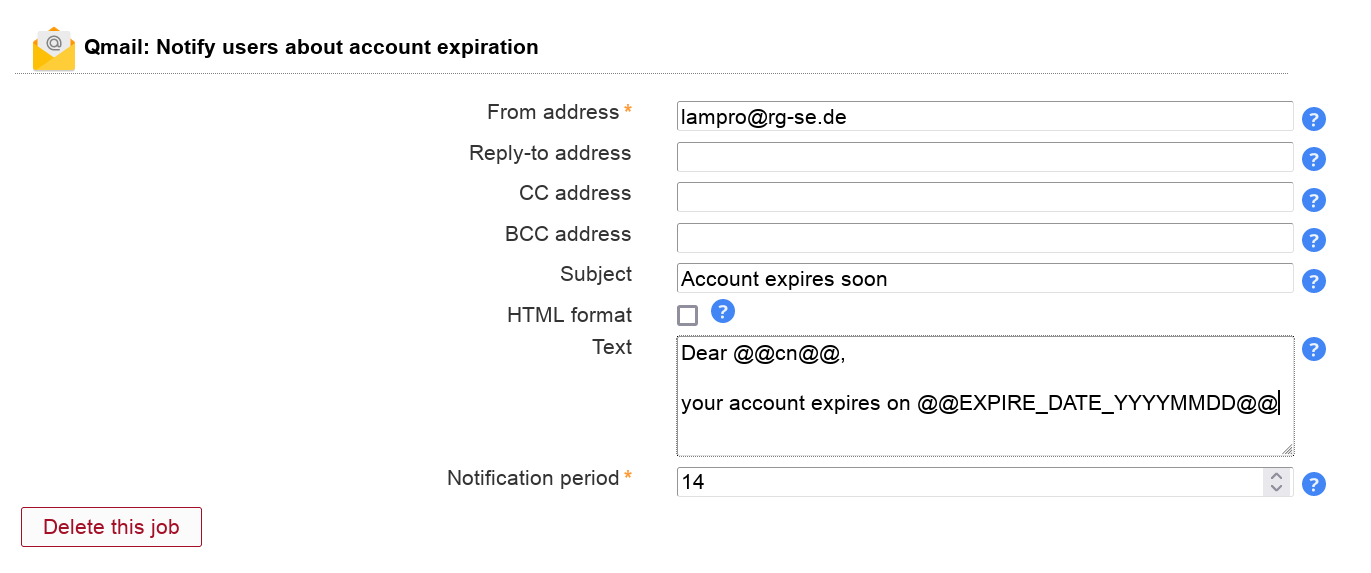 Qmail: Notify users about account expiration
From address * lampro@rg-se.de ?
Reply-to address ?
CC address ?
BCC address ?
Subject Account expires soon ?
HTML format ?
Text Dear @@cn@@, ?
your account expires on @@EXPIRE_DATE_YYYYMMDD@@
Notification period * 14 ?
Delete this job